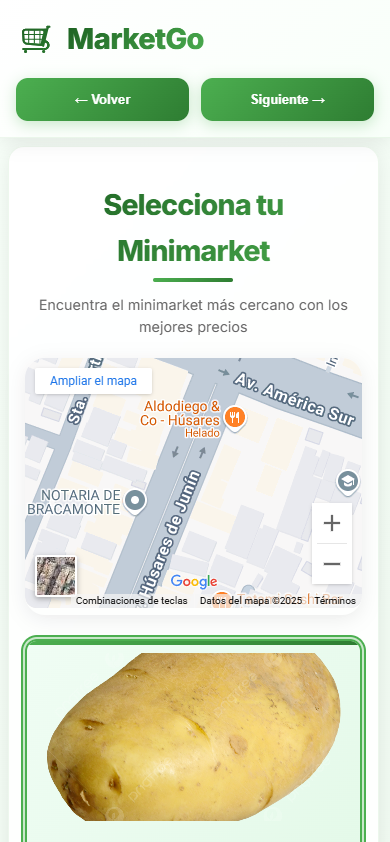 MarketGo
← Volver
Siguiente →
Selecciona tu
Minimarket
Encuentra el minimarket más cercano con los
mejores precios
Ampliar el mapa
Sta.
Av. América Sur
Aldodiego &
Co - Húsares
Helado
NOTARIA DE
BRACAMONTE
Húsares de Junín
Google
Combinaciones de teclas
Datos del mapa ©2025
Términos